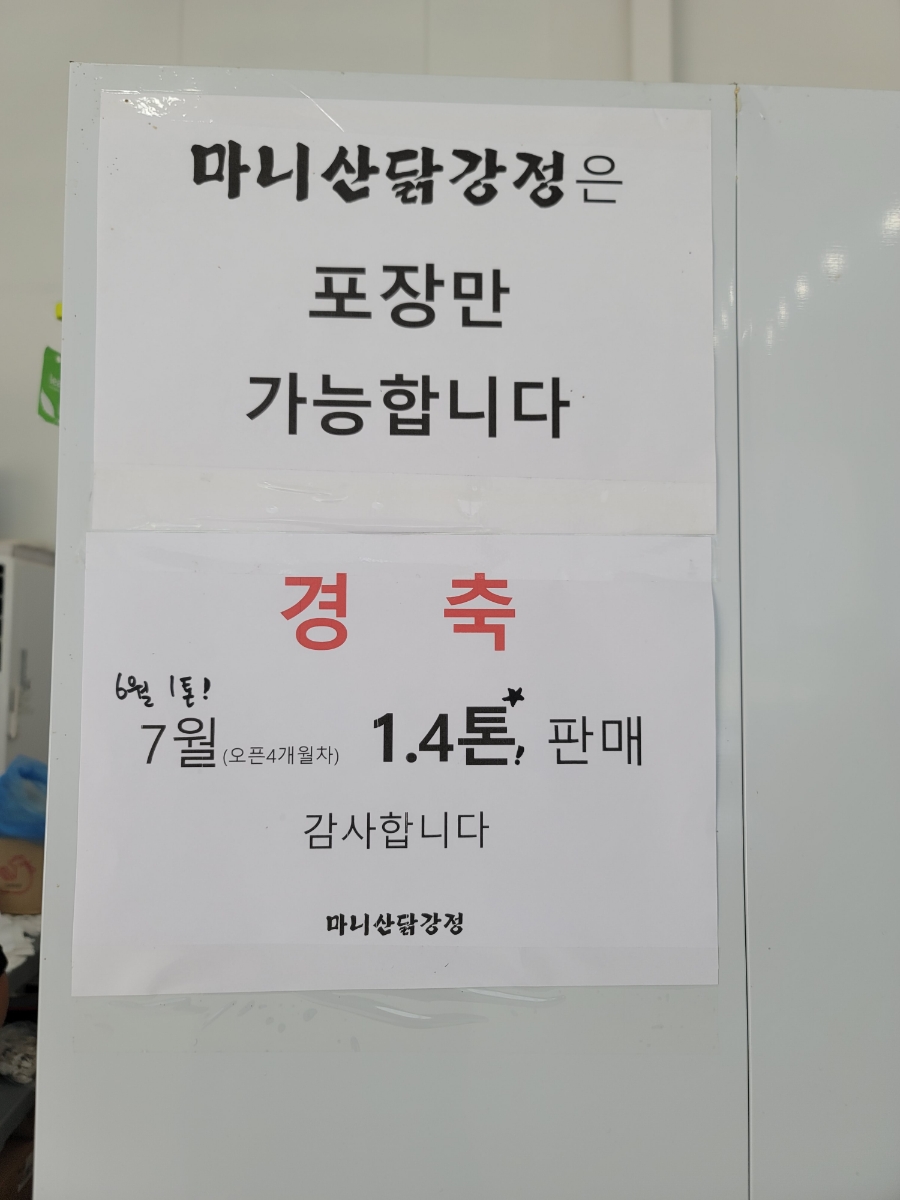 마니산닭강정은
포장만
가능합니다
경 축
6월 1톤!
7월(오픈4개월차) 1.4톤! 판매
감사합니다
마니산닭강정